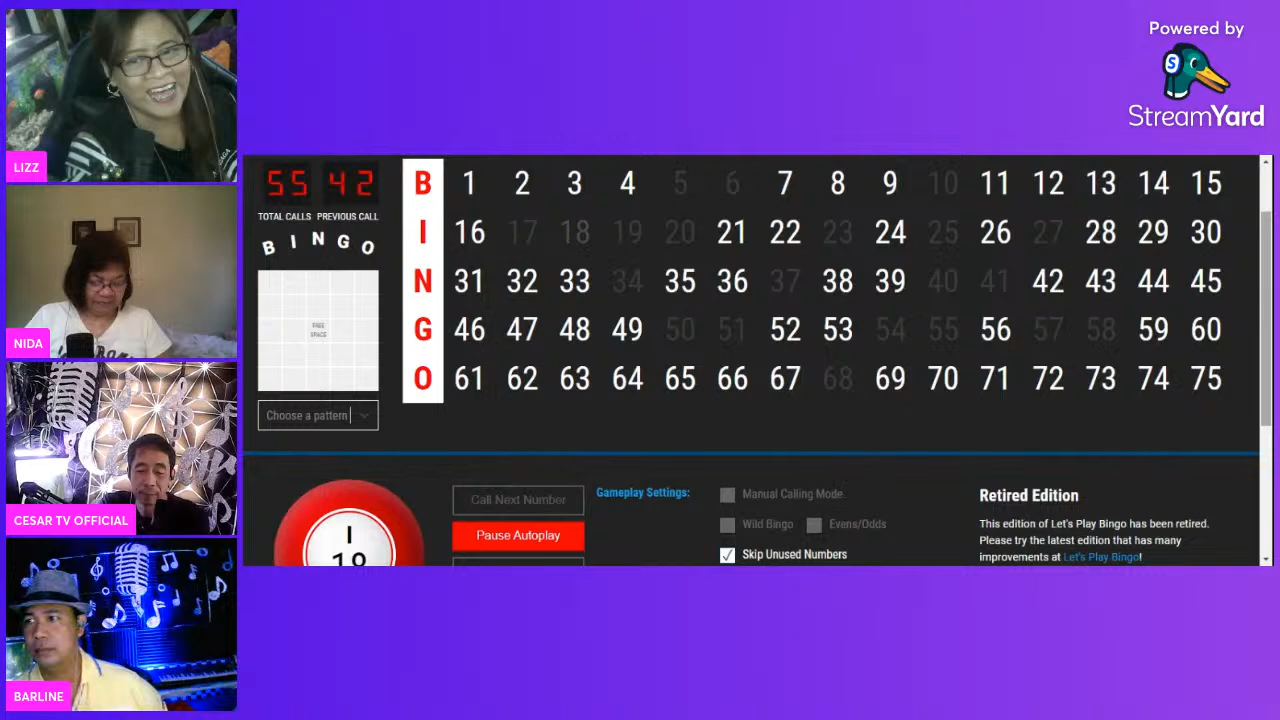 Powered by
S
StreamYard
LIZZ
NIDA
CESAR TV OFFICIAL
BARLINE
55 42
TOTAL CALLS PREVIOUS CALL
B I N G O
FREE
SPACE
Choose a pattern
B 1 2 3 4 5 6 7 8 9 10 11 12 13 14 15
I 16 17 18 19 20 21 22 23 24 25 26 27 28 29 30
N 31 32 33 34 35 36 37 38 39 40 41 42 43 44 45
G 46 47 48 49 50 51 52 53 54 55 56 57 58 59 60
O 61 62 63 64 65 66 67 68 69 70 71 72 73 74 75
I
Call Next Number
Pause Autoplay
Gameplay Settings:
Manual Calling Mode
Wild Bingo
Evens/Odds
Skip Unused Numbers
Retired Edition
This edition of Let's Play Bingo has been retired.
Please try the latest edition that has many
improvements at Let's Play Bingo!